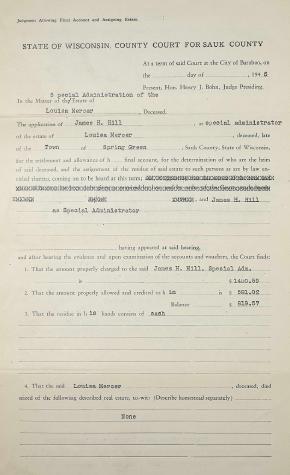 Judgment Allowing Final Account and Assigning Estate.
STATE OF WISCONSIN, COUNTY COURT FOR SAUK COUNTY
At a term of said Court at the City of Baraboo, on
the day of , 194
Present, Hon. Henry J. Bohn, Judge Presiding.
Special Administration of the
In the Matter of the Estate of
Louisa Mercer , Deceased.
The application of James H. Hill , as special administrator
of the estate of Louisa Mercer , deceased, late
of the Town of Spring Green , Sauk County, State of Wisconsin,
for the settlement and allowance of h final account, for the determination of who are the heirs
of said deceased, and the assignment of the residue of said estate to such persons as are by law en-
titled thereto, coming on to be heard at this term;
and James H. Hill
as Special Administrator
having appeared at said hearing,
and after hearing the evidence and upon examination of the accounts and vouchers, the Court finds:
1. That the amount properly charged to the said James H. Hill, Special Adm.
is $
2. That the amount properly allowed and credited to him is $
Balance $ 819.57
3. That the residue in his hands consists of cash
4. That the said Louisa Mercer , deceased, died
seized of the following described real estate, to-wit: (Describe homestead separately)
None